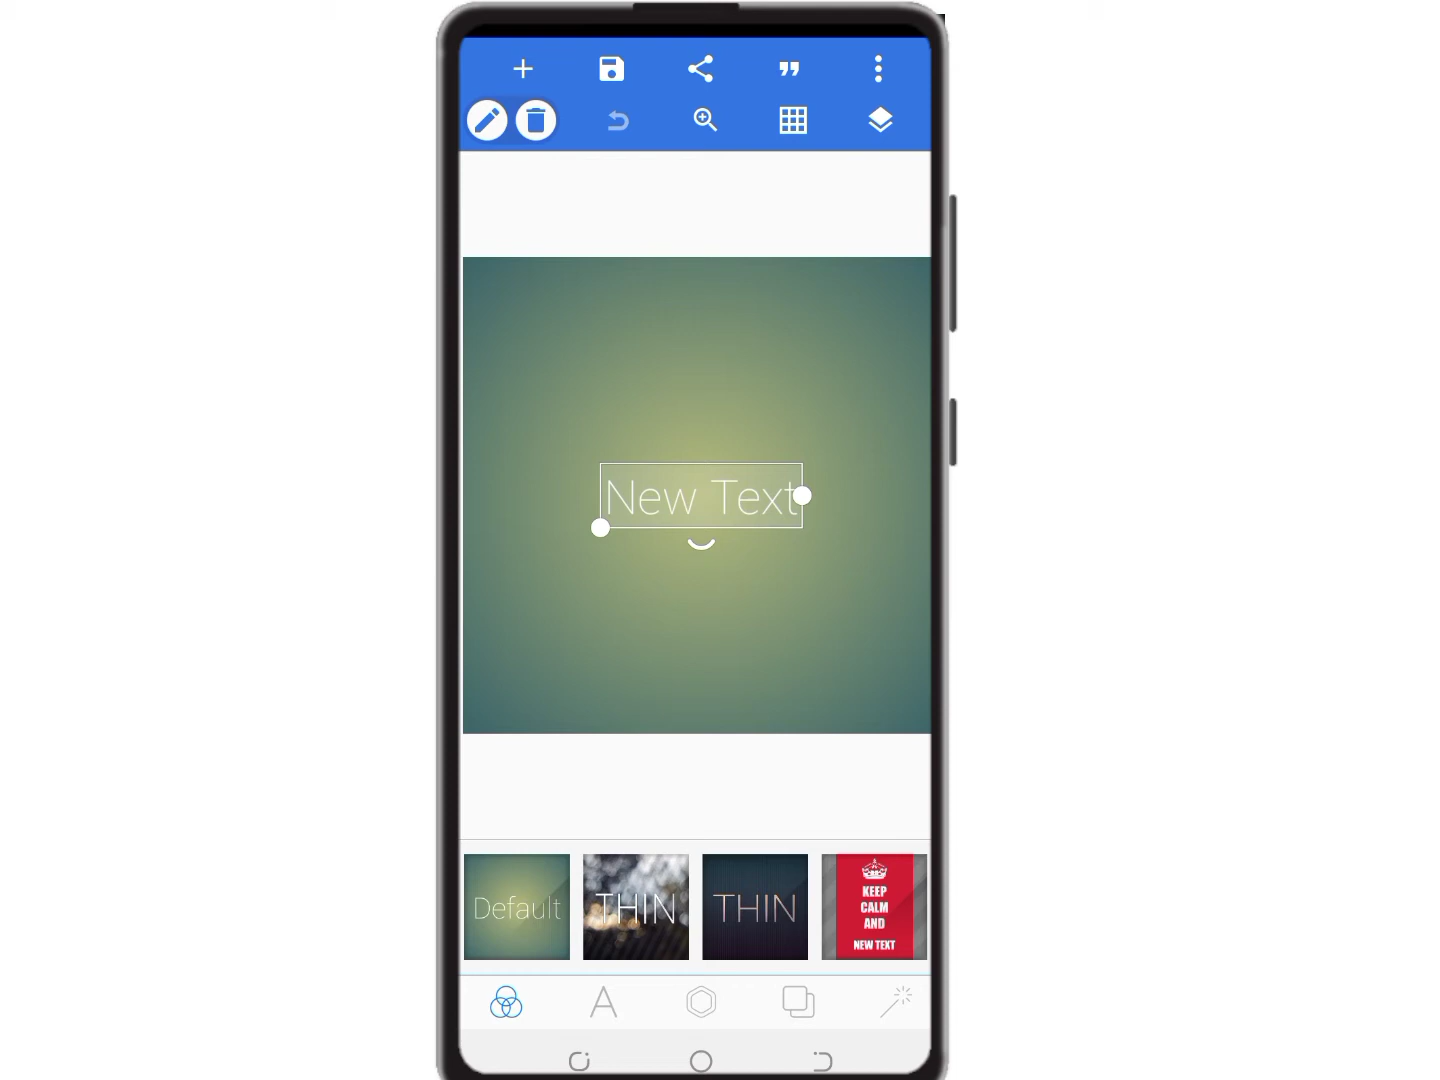 New Text
Default
THIN
THIN
KEEP
CALM
AND
NEW TEXT